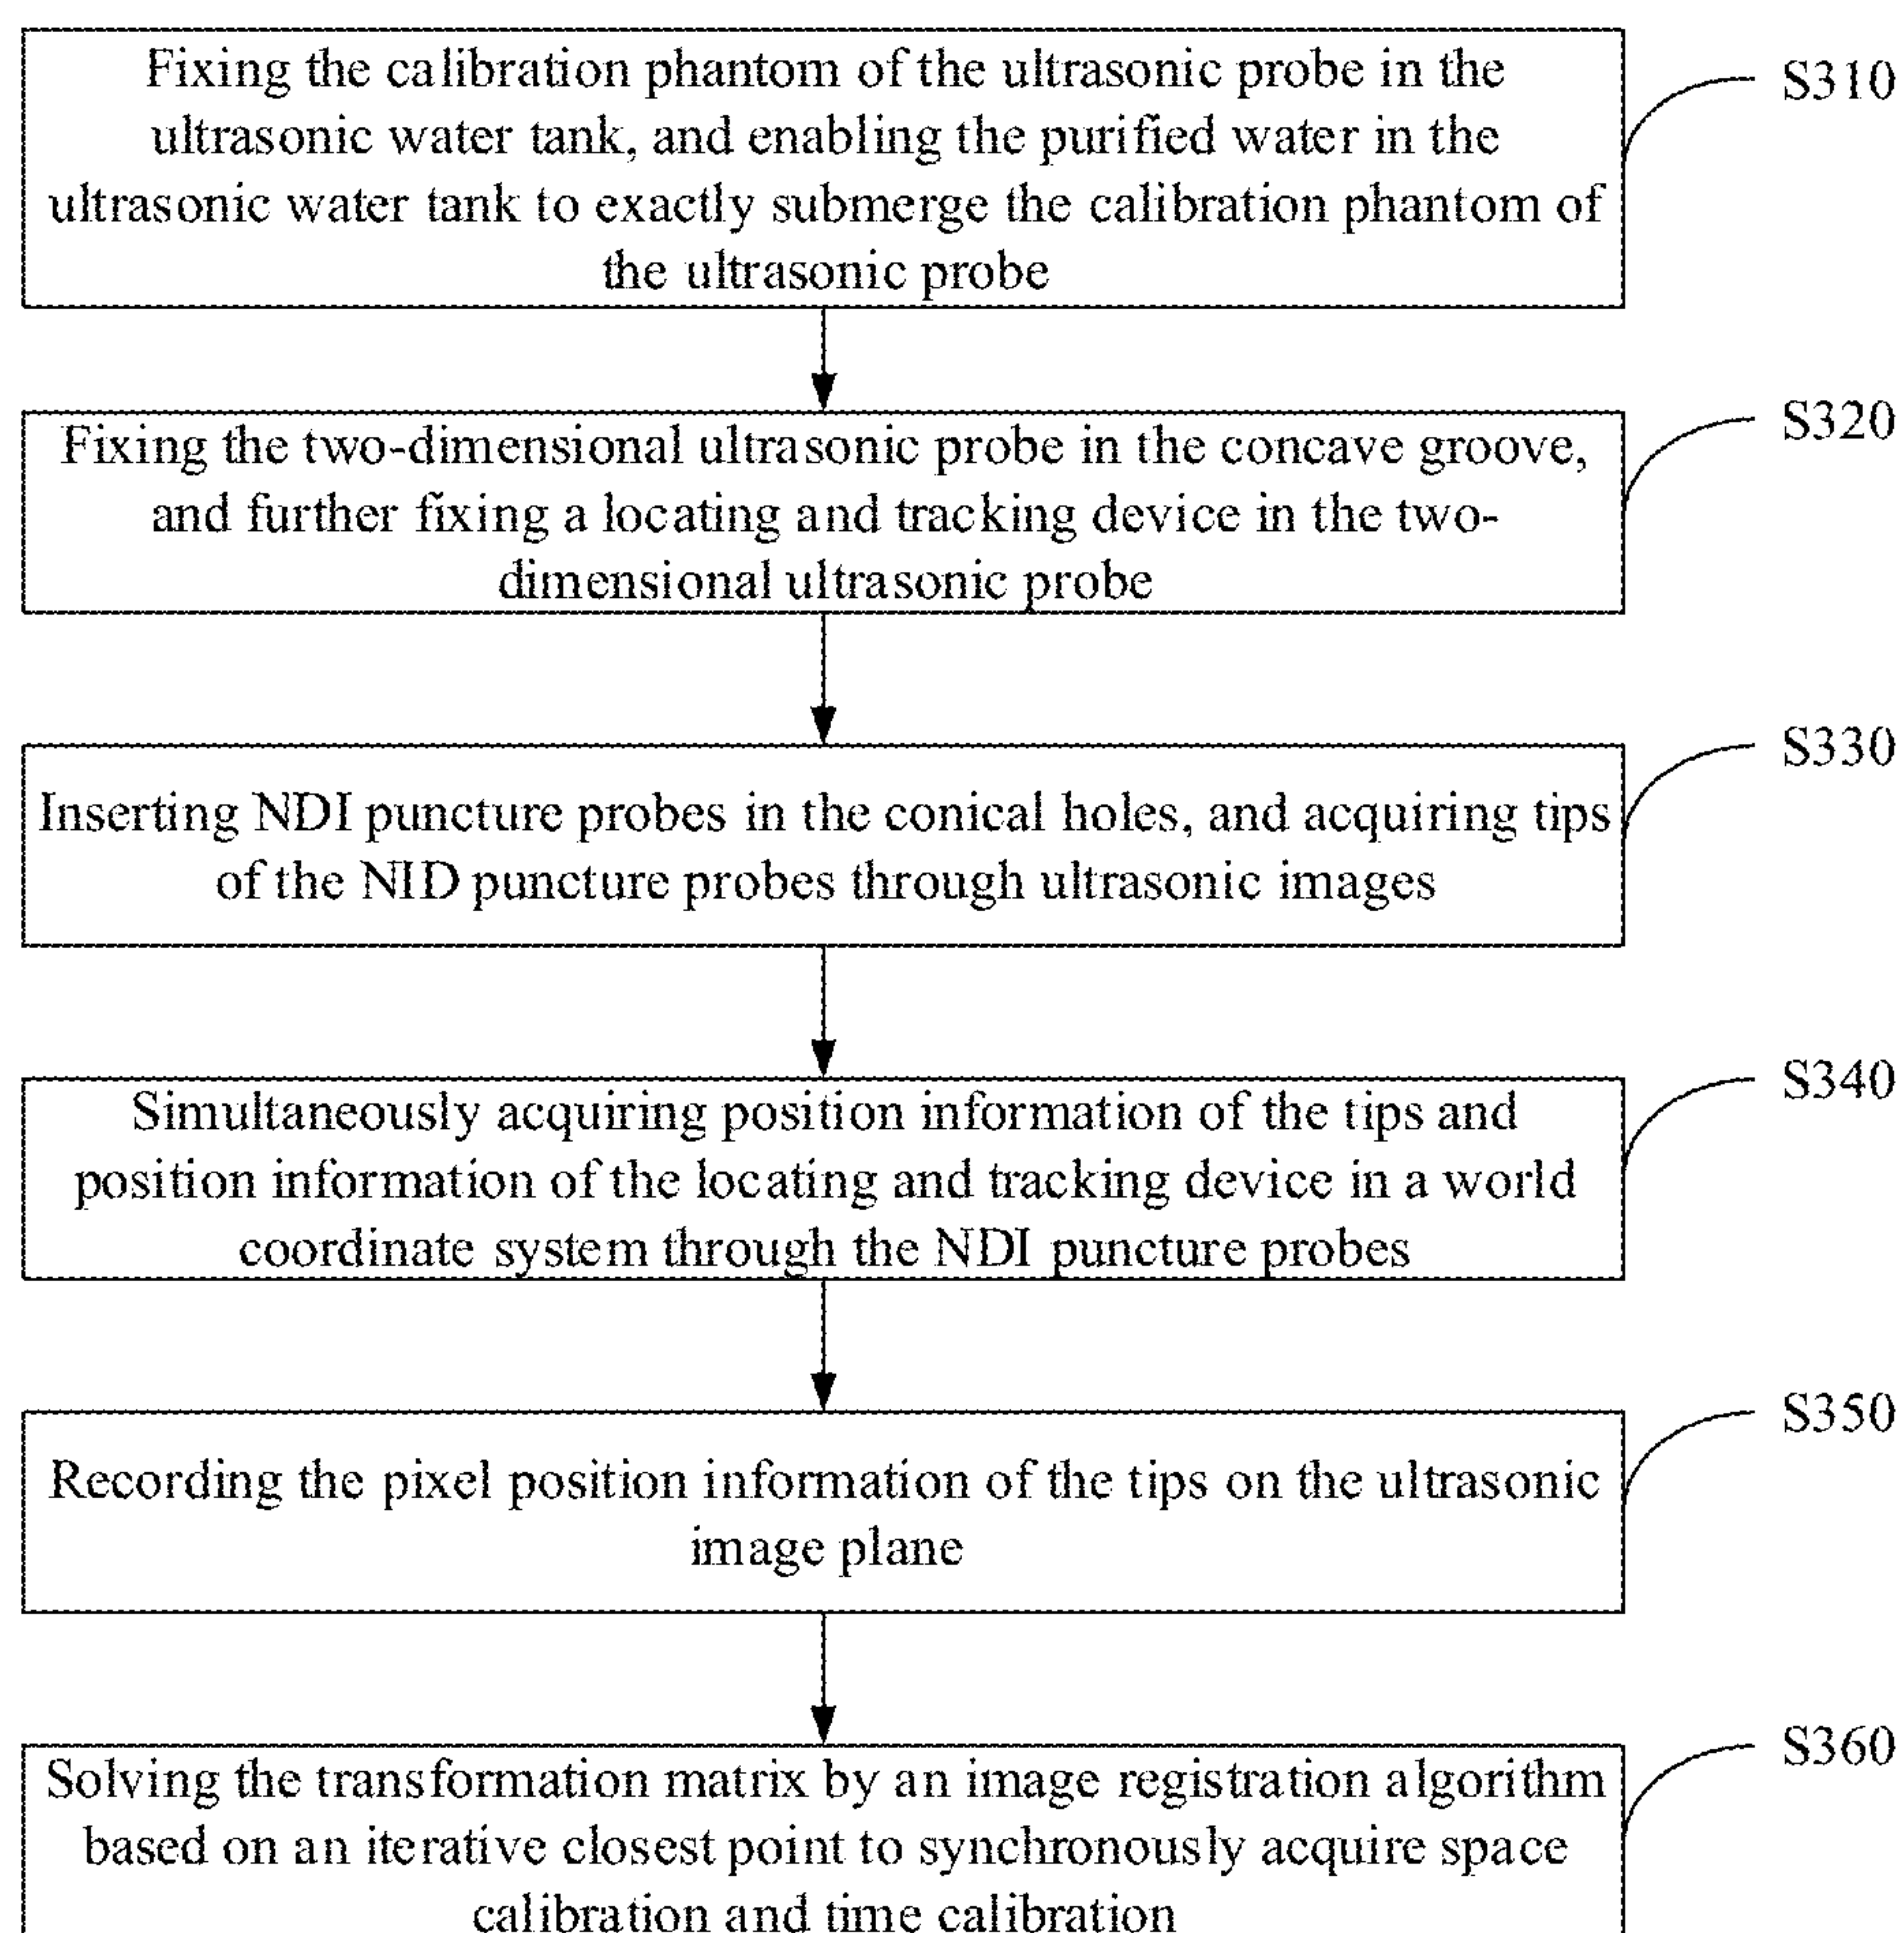 Fixing the calibration phantom of the ultrasonic probe in the
ultrasonic water tank, and enabling the purified water in the
ultrasonic water tank to exactly submerge the calibration phantom of
the ultrasonic probe
S310
Fixing the two-dimensional ultrasonic probe in the concave groove,
and further fixing a locating and tracking device in the two-
dimensional ultrasonic probe
S320
Inserting NDI puncture probes in the conical holes, and acquiring tips
of the NID puncture probes through ultrasonic images
S330
Simultaneously acquiring position information of the tips and
position information of the locating and tracking device in a world
coordinate system through the NDI puncture probes
S340
Recording the pixel position information of the tips on the ultrasonic
image plane
S350
Solving the transformation matrix by an image registration algorithm
based on an iterative closest point to synchronously acquire space
calibration and time calibration
S360